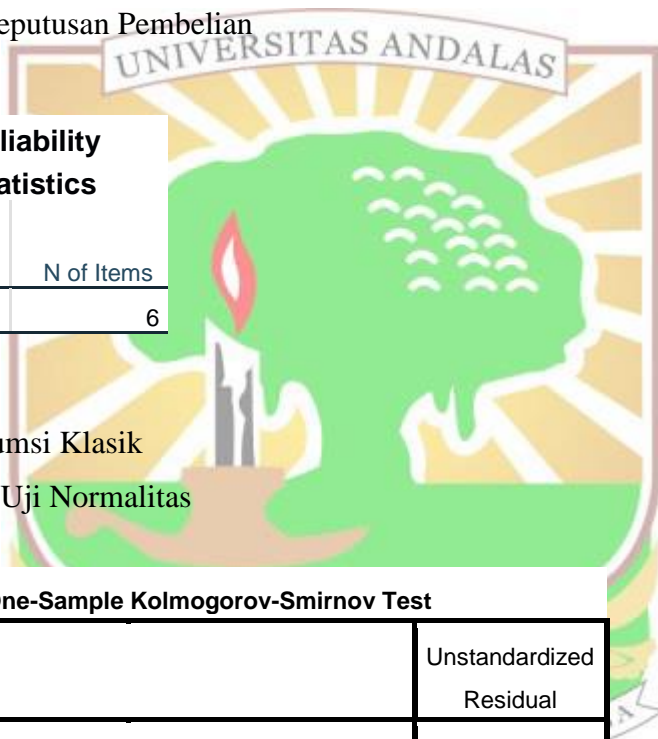 eputusan Pembelian
UNIVERSITAS ANDALAS
liability
atistics
N of Items
6
umsi Klasik
Uji Normalitas
One-Sample Kolmogorov-Smirnov Test
Unstandardized
Residual